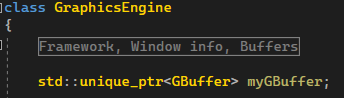 class GraphicsEngine
{
Framework, Window info, Buffers
std::unique_ptr<GBuffer> myGBuffer;